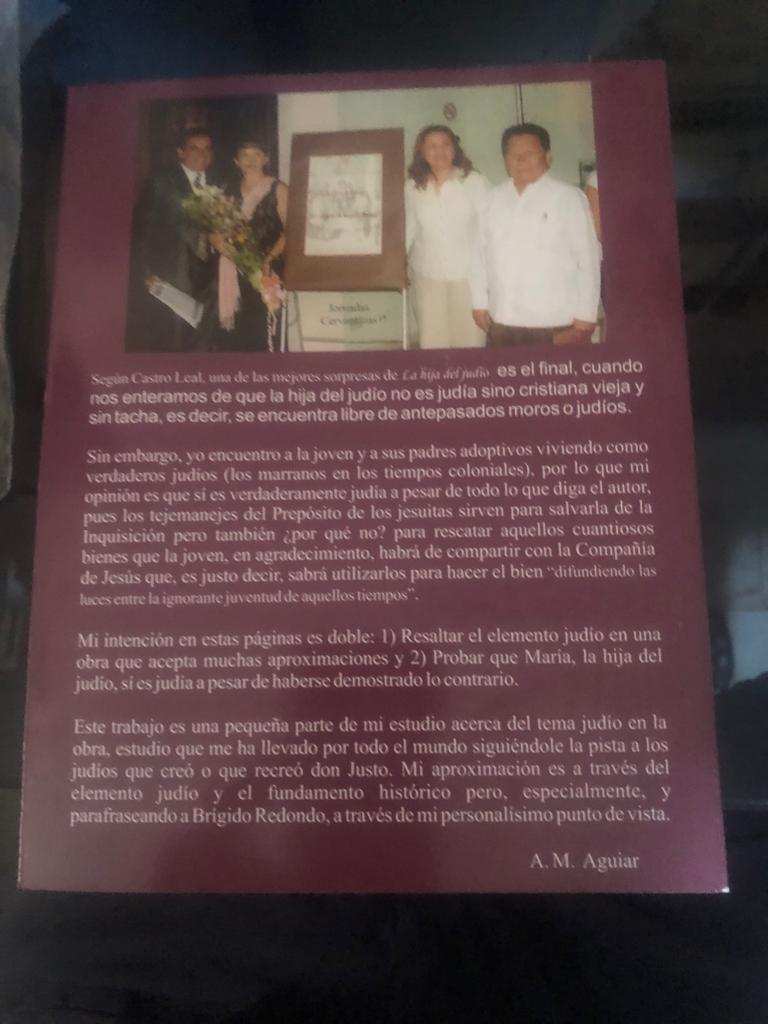 Jornadas
Cervantinas
Según Castro Leal, una de las mejores sorpresas de La hija del judío es el final, cuando
nos enteramos de que la hija del judío no es judía sino cristiana vieja y
sin tacha, es decir, se encuentra libre de antepasados moros o judíos.
Sin embargo, yo encuentro a la joven y a sus padres adoptivos viviendo como
verdaderos judíos (los marranos en los tiempos coloniales), por lo que mi
opinión es que sí es verdaderamente judía a pesar de todo lo que diga el autor,
pues los tejemanejes del Prepósito de los jesuitas sirven para salvarla de la
Inquisición pero también ¿por qué no? para rescatar aquellos cuantiosos
bienes que la joven, en agradecimiento, habrá de compartir con la Compañía
de Jesús que, es justo decir, sabrá utilizarlos para hacer el bien “difundiendo las
luces entre la ignorante juventud de aquellos tiempos”.
Mi intención en estas páginas es doble: 1) Resaltar el elemento judío en una
obra que acepta muchas aproximaciones y 2) Probar que María, la hija del
judío, sí es judía a pesar de haberse demostrado lo contrario.
Este trabajo es una pequeña parte de mi estudio acerca del tema judío en la
obra, estudio que me ha llevado por todo el mundo siguiéndole la pista a los
judíos que creó o que recreó don Justo. Mi aproximación es a través del
elemento judío y el fundamento histórico pero, especialmente, y
parafraseando a Brígido Redondo, a través de mi personalísimo punto de vista.
A. M. Aguiar